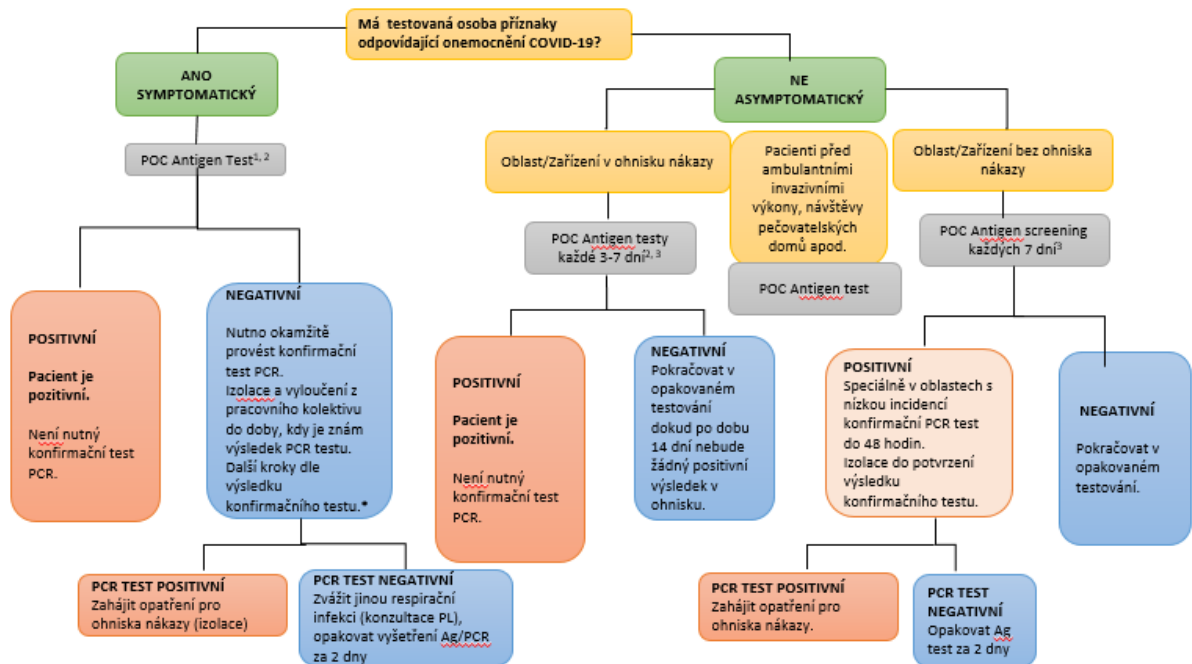 Má testovaná osoba příznaky
odpovídající onemocnění COVID-19?
ANO
SYMPTOMATICKÝ
NE
ASYMPTOMATICKÝ
POC Antigen Test1, 2
Oblast/Zařízení v ohnisku nákazy
Pacienti před
ambulantními
invazivními
výkony, návštěvy
pečovatelských
domů apod.
Oblast/Zařízení bez ohniska
nákazy
POC Antigen testy
každé 3-7 dní2, 3
POC Antigen test
POC Antigen screening
každých 7 dní3
POSITIVNÍ
Pacient je
pozitivní.
Není nutný
konfirmační test
PCR.
NEGATIVNÍ
Nutno okamžitě
provést konfirmační
test PCR.
Izolace a vyloučení z
pracovního kolektivu
do doby, kdy je znám
výsledek PCR testu.
Další kroky dle
výsledku
konfirmačního testu.*
POSITIVNÍ
Pacient je
pozitivní.
Není nutný
konfirmační test
PCR.
NEGATIVNÍ
Pokračovat v
opakovaném
testování
dokud po dobu
14 dní nebude
žádný positivní
výsledek v
ohnisku.
POSITIVNÍ
Speciálně v oblastech s
nízkou incidencí
konfirmační PCR test
do 48 hodin.
Izolace do potvrzení
výsledku
konfirmačního testu.
NEGATIVNÍ
Pokračovat v
opakovaném
testování.
PCR TEST POSITIVNÍ
Zahájit opatření pro
ohniska nákazy (izolace)
PCR TEST NEGATIVNÍ
Zvážit jinou respirační
infekci (konzultace PL),
opakovat vyšetření Ag/PCR
za 2 dny
PCR TEST POSITIVNÍ
Zahájit opatření pro
ohniska nákazy.
PCR TEST
NEGATIVNÍ
Opakovat Ag
test za 2 dny